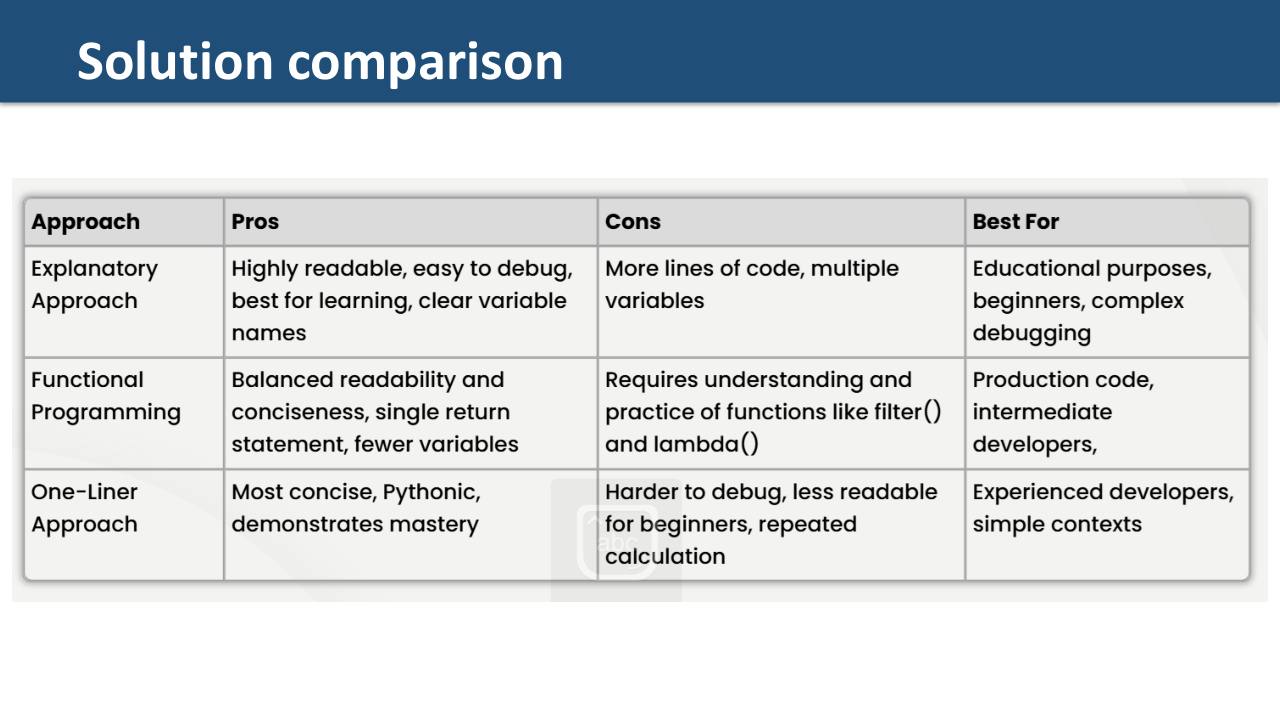 Solution comparison
Approach
Pros
Cons
Best For
Explanatory
Approach
Highly readable, easy to debug,
best for learning, clear variable
names
More lines of code, multiple
variables
Educational purposes,
beginners, complex
debugging
Functional
Programming
Balanced readability and
conciseness, single return
statement, fewer variables
Requires understanding and
practice of functions like filter()
and lambda()
Production code,
intermediate
developers,
One-Liner
Approach
Most concise, Pythonic,
demonstrates mastery
Harder to debug, less readable
for beginners, repeated
calculation
Experienced developers,
simple contexts
abc